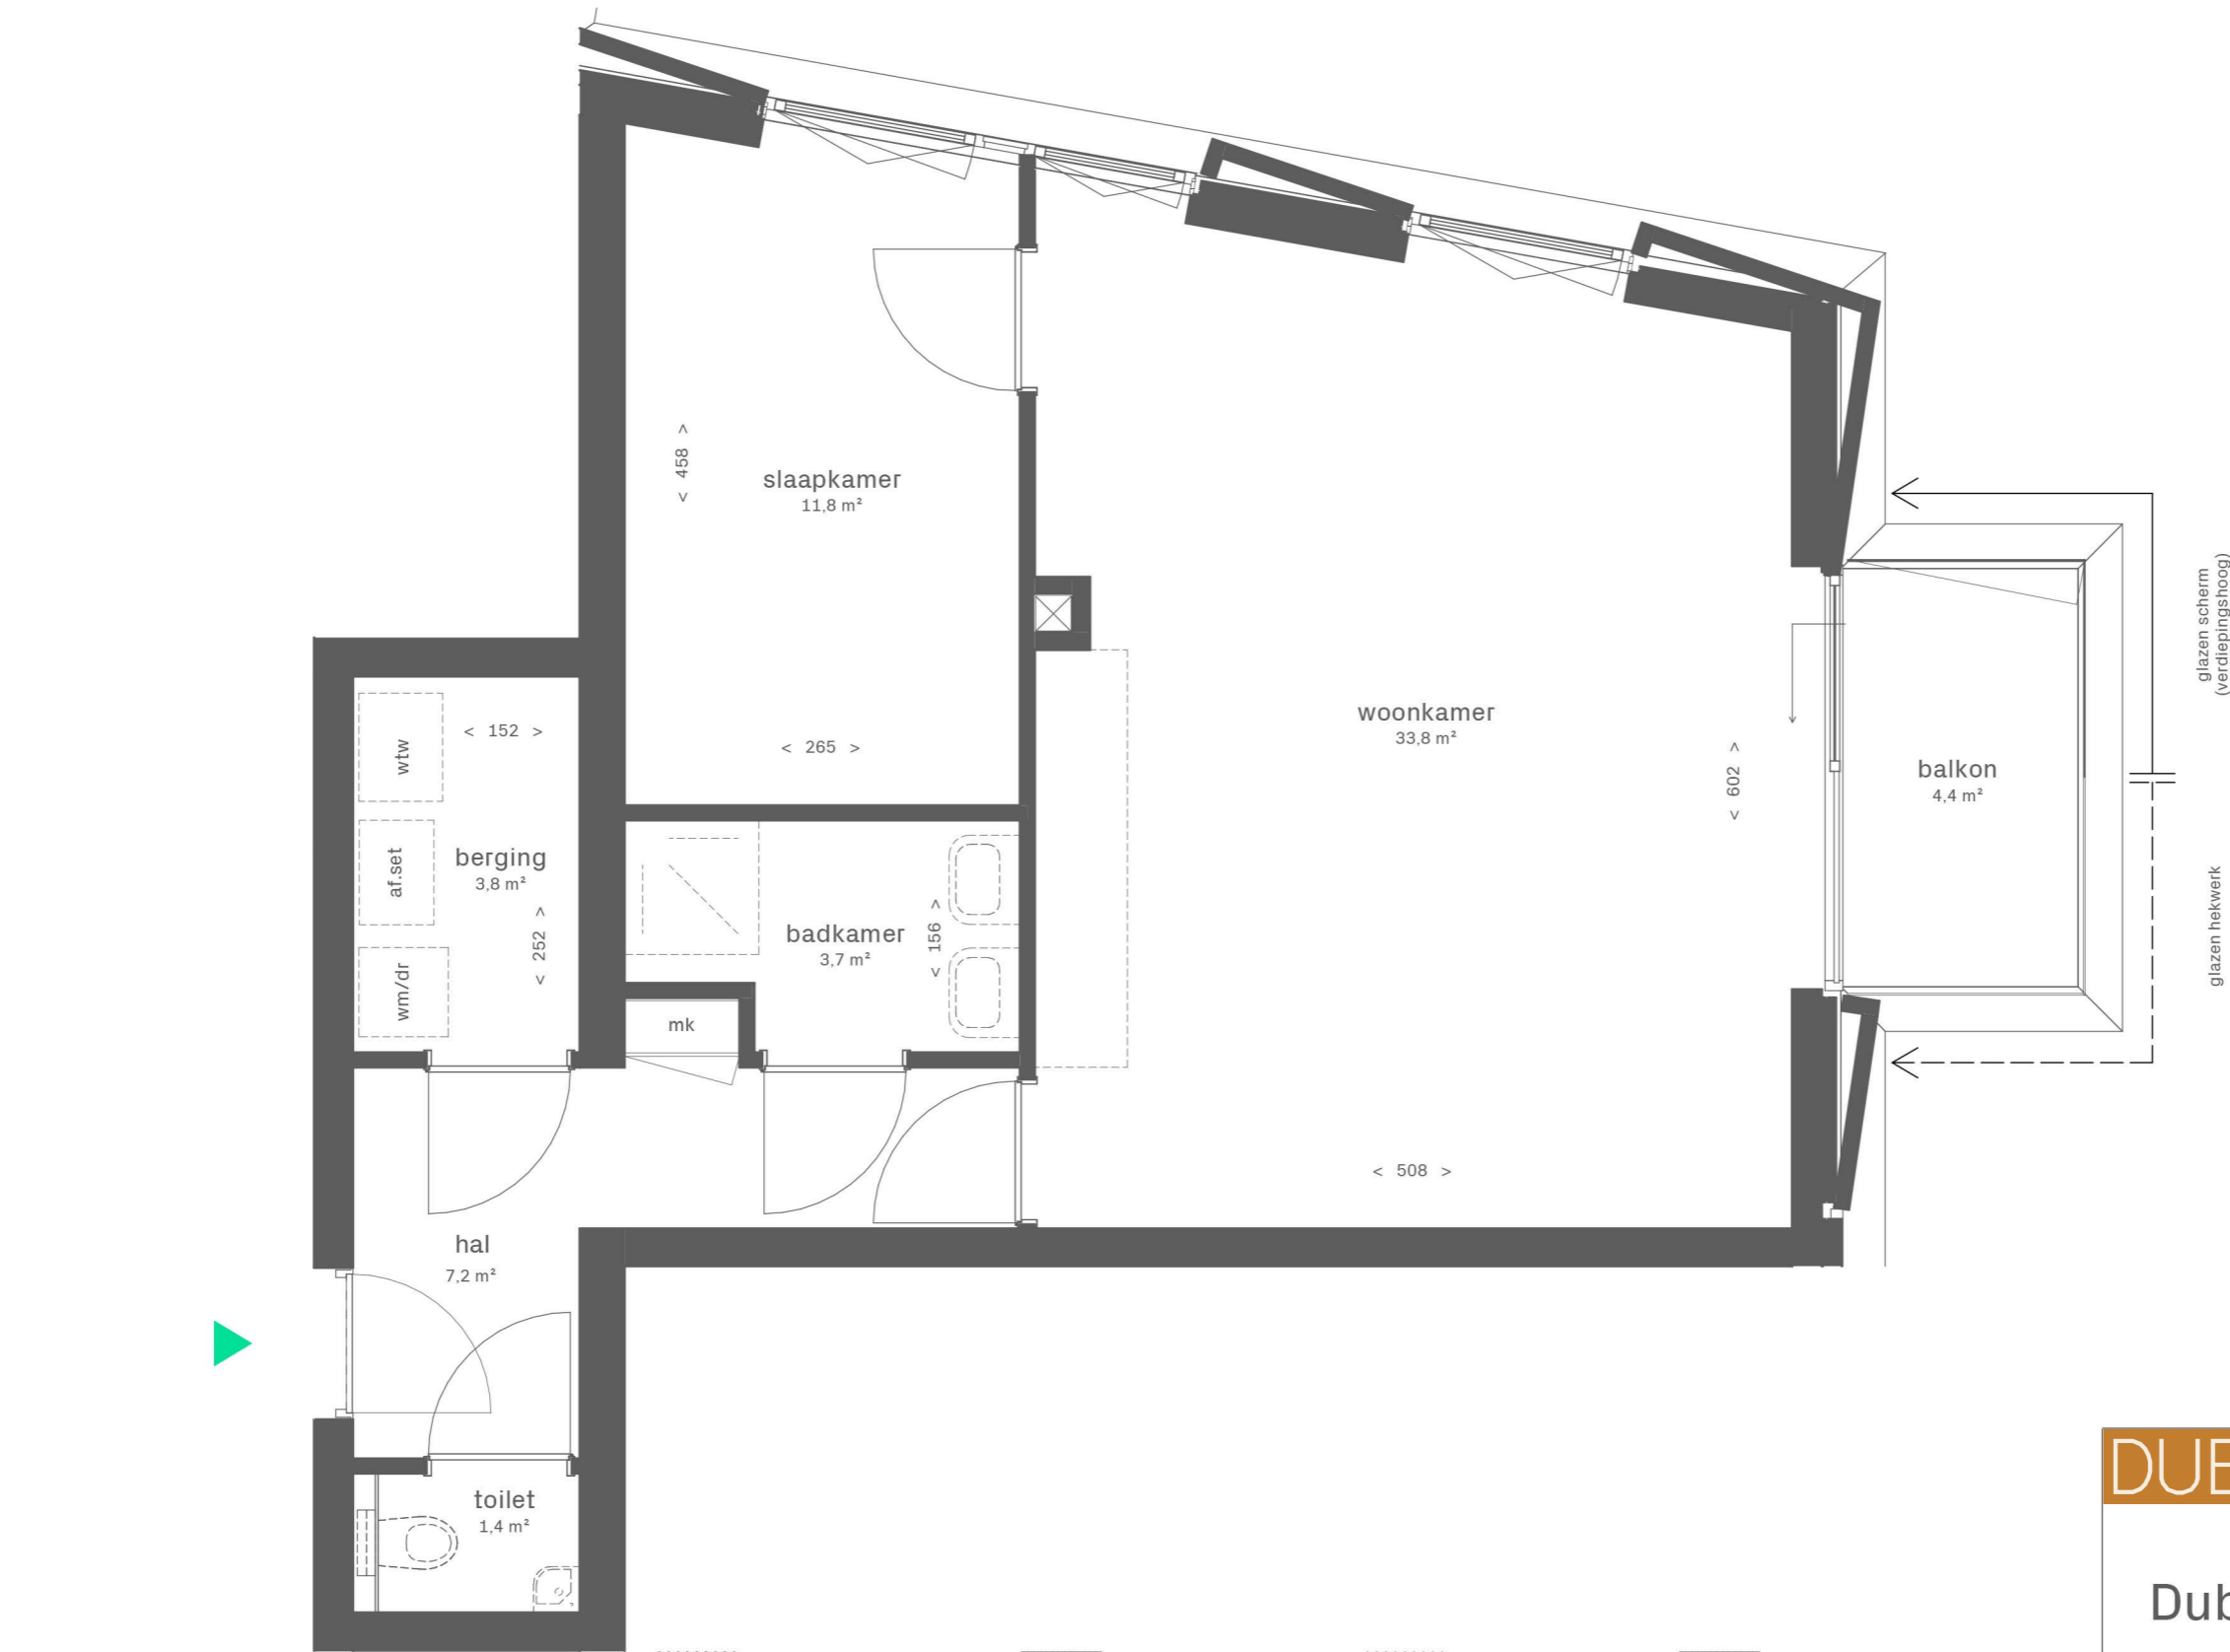 < 458 >
slaapkamer
11,8 m²
< 265 >
woonkamer
33,8 m²
< 602 >
< 508 >
glazen scherm
(verdiepingshoog)
balkon
4,4 m²
glazen hekwerk
wtw
< 152 >
af.set
berging
3,8 m²
< 252 >
wm/dr
badkamer
3,7 m²
< 156 >
mk
hal
7,2 m²
toilet
1,4 m²
DUB
Dub